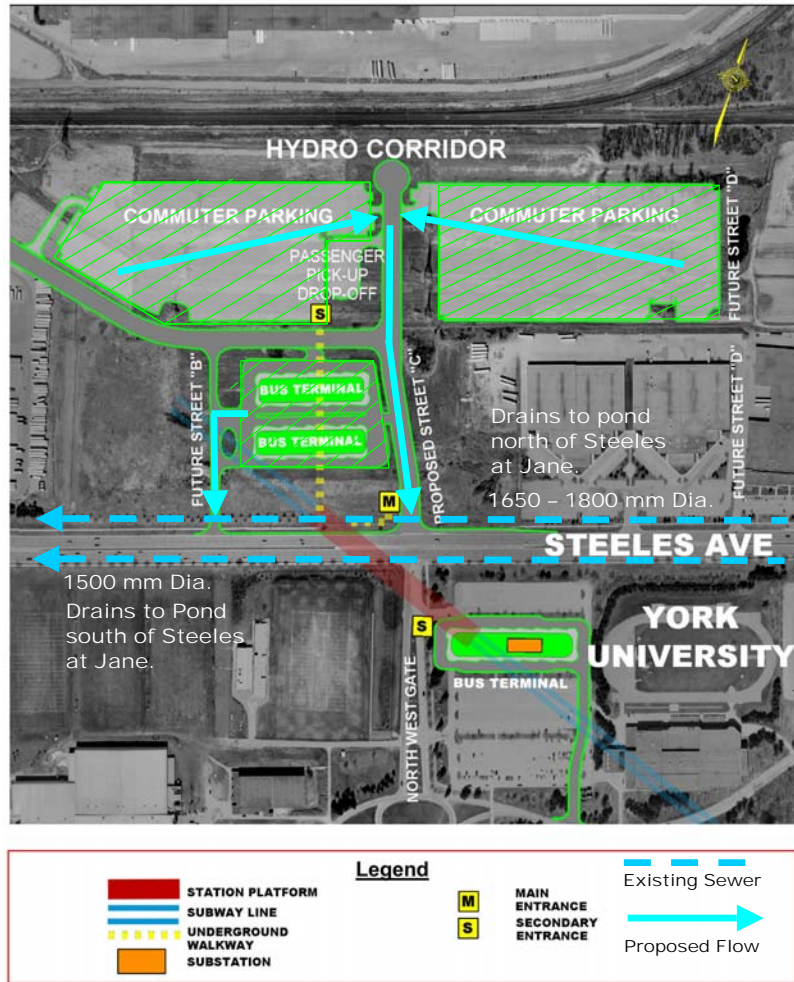 HYDRO CORRIDOR
COMMUTER PARKING
COMMUTER PARKING
FUTURE STREET "D"
PASSENGER
PICK-UP
DROP-OFF
S
FUTURE STREET "B"
BUS TERMINAL
BUS TERMINAL
PROPOSED STREET "C"
FUTURE STREET "D"
Drains to pond
north of Steeles
at Jane.
1650 – 1800 mm Dia.
M
STEELES AVE
1500 mm Dia.
Drains to Pond
south of Steeles
at Jane.
S
YORK
UNIVERSITY
BUS TERMINAL
NORTH WEST GATE
Legend
STATION PLATFORM
SUBWAY LINE
UNDERGROUND
WALKWAY
SUBSTATION
M
MAIN
ENTRANCE
S
SECONDARY
ENTRANCE
Existing Sewer
Proposed Flow